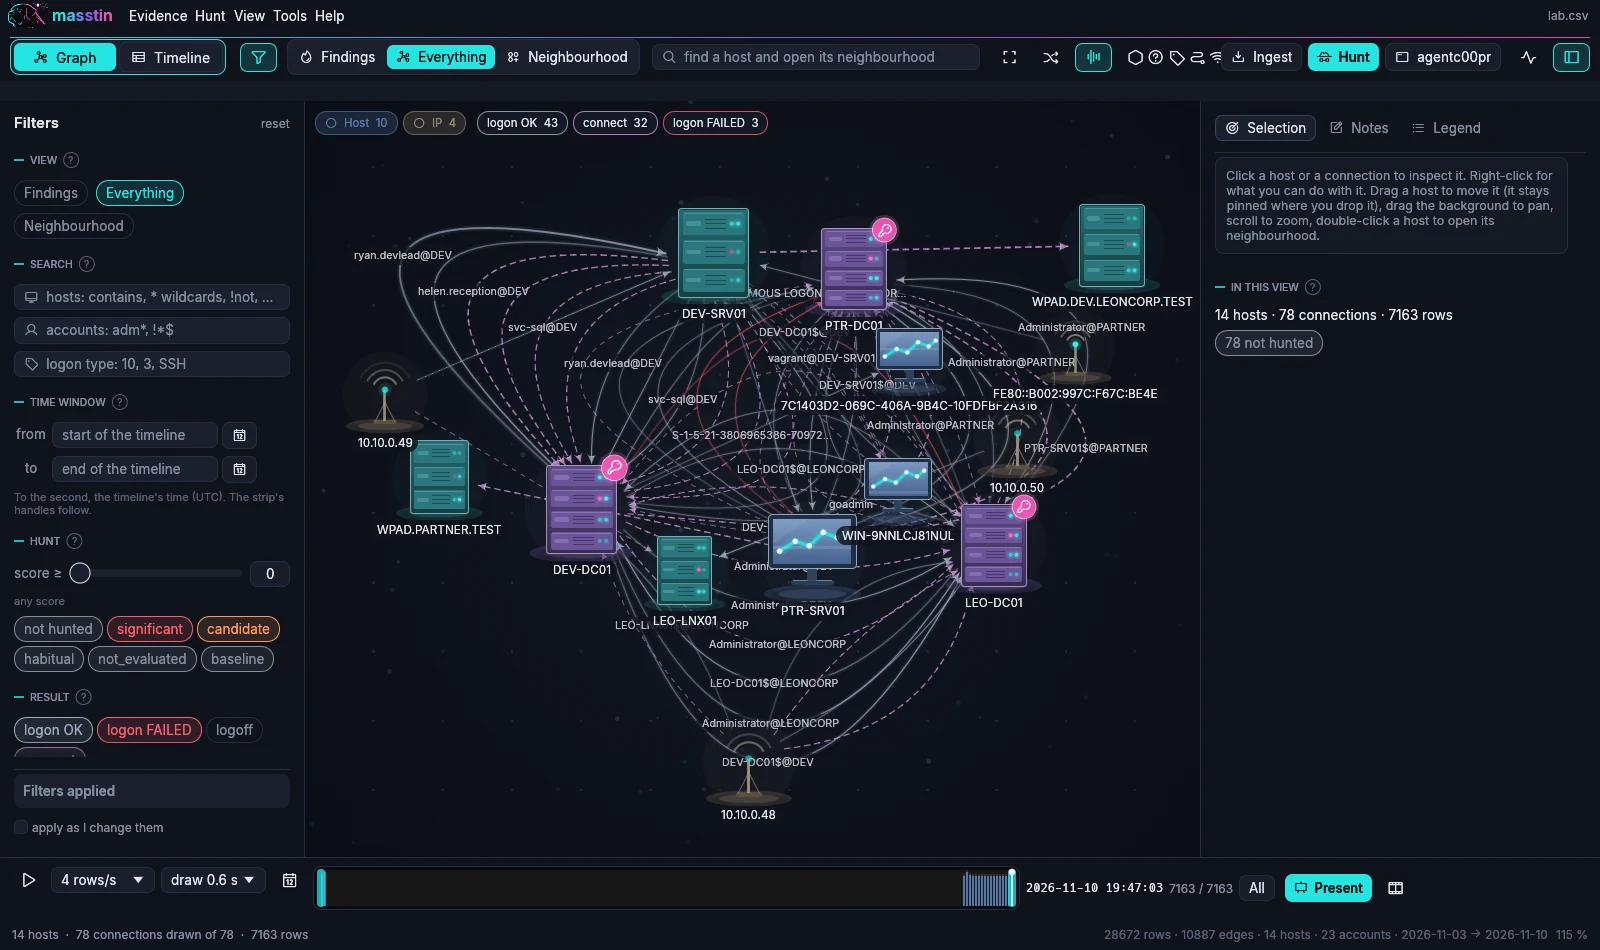 masstin Evidence Hunt View Tools Help lab.csv
Graph Timeline Findings Everything Neighbourhood find a host and open its neighbourhood Ingest Hunt agentc00pr
Filters reset
VIEW ?
Findings Everything
Neighbourhood
SEARCH ?
hosts: contains, * wildcards, !not, ...
accounts: adm*, !*$
logon type: 10, 3, SSH
TIME WINDOW ?
from start of the timeline
to end of the timeline
To the second, the timeline's time (UTC). The strip's
handles follow.
HUNT ?
score ≥ 0
any score
not hunted significant candidate
habitual not_evaluated baseline
RESULT ?
logon OK logon FAILED logoff
Filters applied
apply as I change them
Host 10 IP 4 logon OK 43 connect 32 logon FAILED 3
ryan.devlead@DEV
helen.reception@DEV
svc-sql@DEV
ryan.devlead@DEV
svc-sql@DEV
S-1-5-21-3806965386-70972...
DEV-SRV01
PTR-DC01
WPAD.DEV.LEONCORP.TEST
Administrator@PARTNER
vagrant@DEV-SRV01
Administrator@PARTNER
DEV-SRV01$@DEV
FE80::B002:997C:F67C:BE4E
7C1403D2-069C-406A-9B4C-10FDFBF2A316
Administrator@PARTNER
10.10.0.49
PTR-SRV01$@PARTNER
LEO-DC01$@LEONCORP
10.10.0.50
goadmin
WPAD.PARTNER.TEST
WIN-9NNLCJ81NUL
DEV-DC01
LEO-DC01
PTR-SRV01
LEO-LNX01
Administrator@LEONCORP
LEO-DC01$@LEONCORP
Administrator@LEONCORP
DEV-DC01$@DEV
10.10.0.48
Selection Notes Legend
Click a host or a connection to inspect it. Right-click for
what you can do with it. Drag a host to move it (it stays
pinned where you drop it), drag the background to pan,
scroll to zoom, double-click a host to open its
neighbourhood.
IN THIS VIEW ?
14 hosts · 78 connections · 7163 rows
78 not hunted
4 rows/s draw 0.6 s 2026-11-10 19:47:03 7163 / 7163 All Present
14 hosts · 78 connections drawn of 78 · 7163 rows 28672 rows · 10887 edges · 14 hosts · 23 accounts · 2026-11-03 → 2026-11-10 115 %